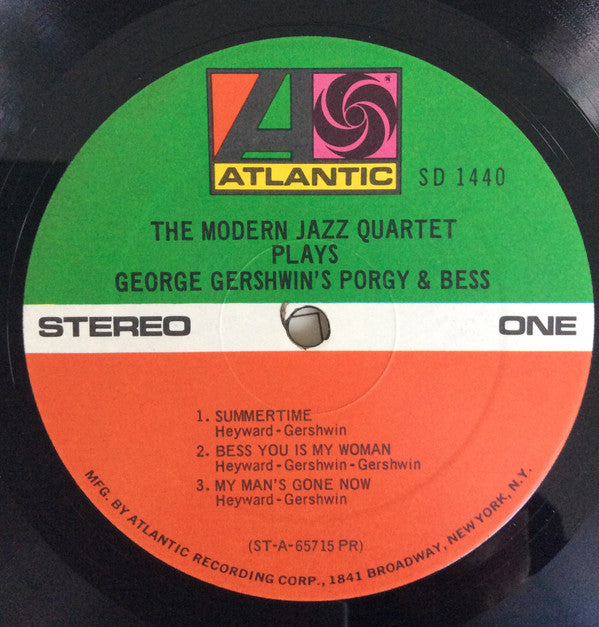 ATLANTIC
SD 1440
THE MODERN JAZZ QUARTET
PLAYS
GEORGE GERSHWIN'S PORGY & BESS
STEREO
ONE
1. SUMMERTIME
Heyward-Gershwin
2. BESS YOU IS MY WOMAN
Heyward-Gershwin-Gershwin
3. MY MAN'S GONE NOW
Heyward-Gershwin
(ST-A-65715 PR)
MFG. BY ATLANTIC RECORDING CORP., 1841 BROADWAY, NEW YORK, N.Y.